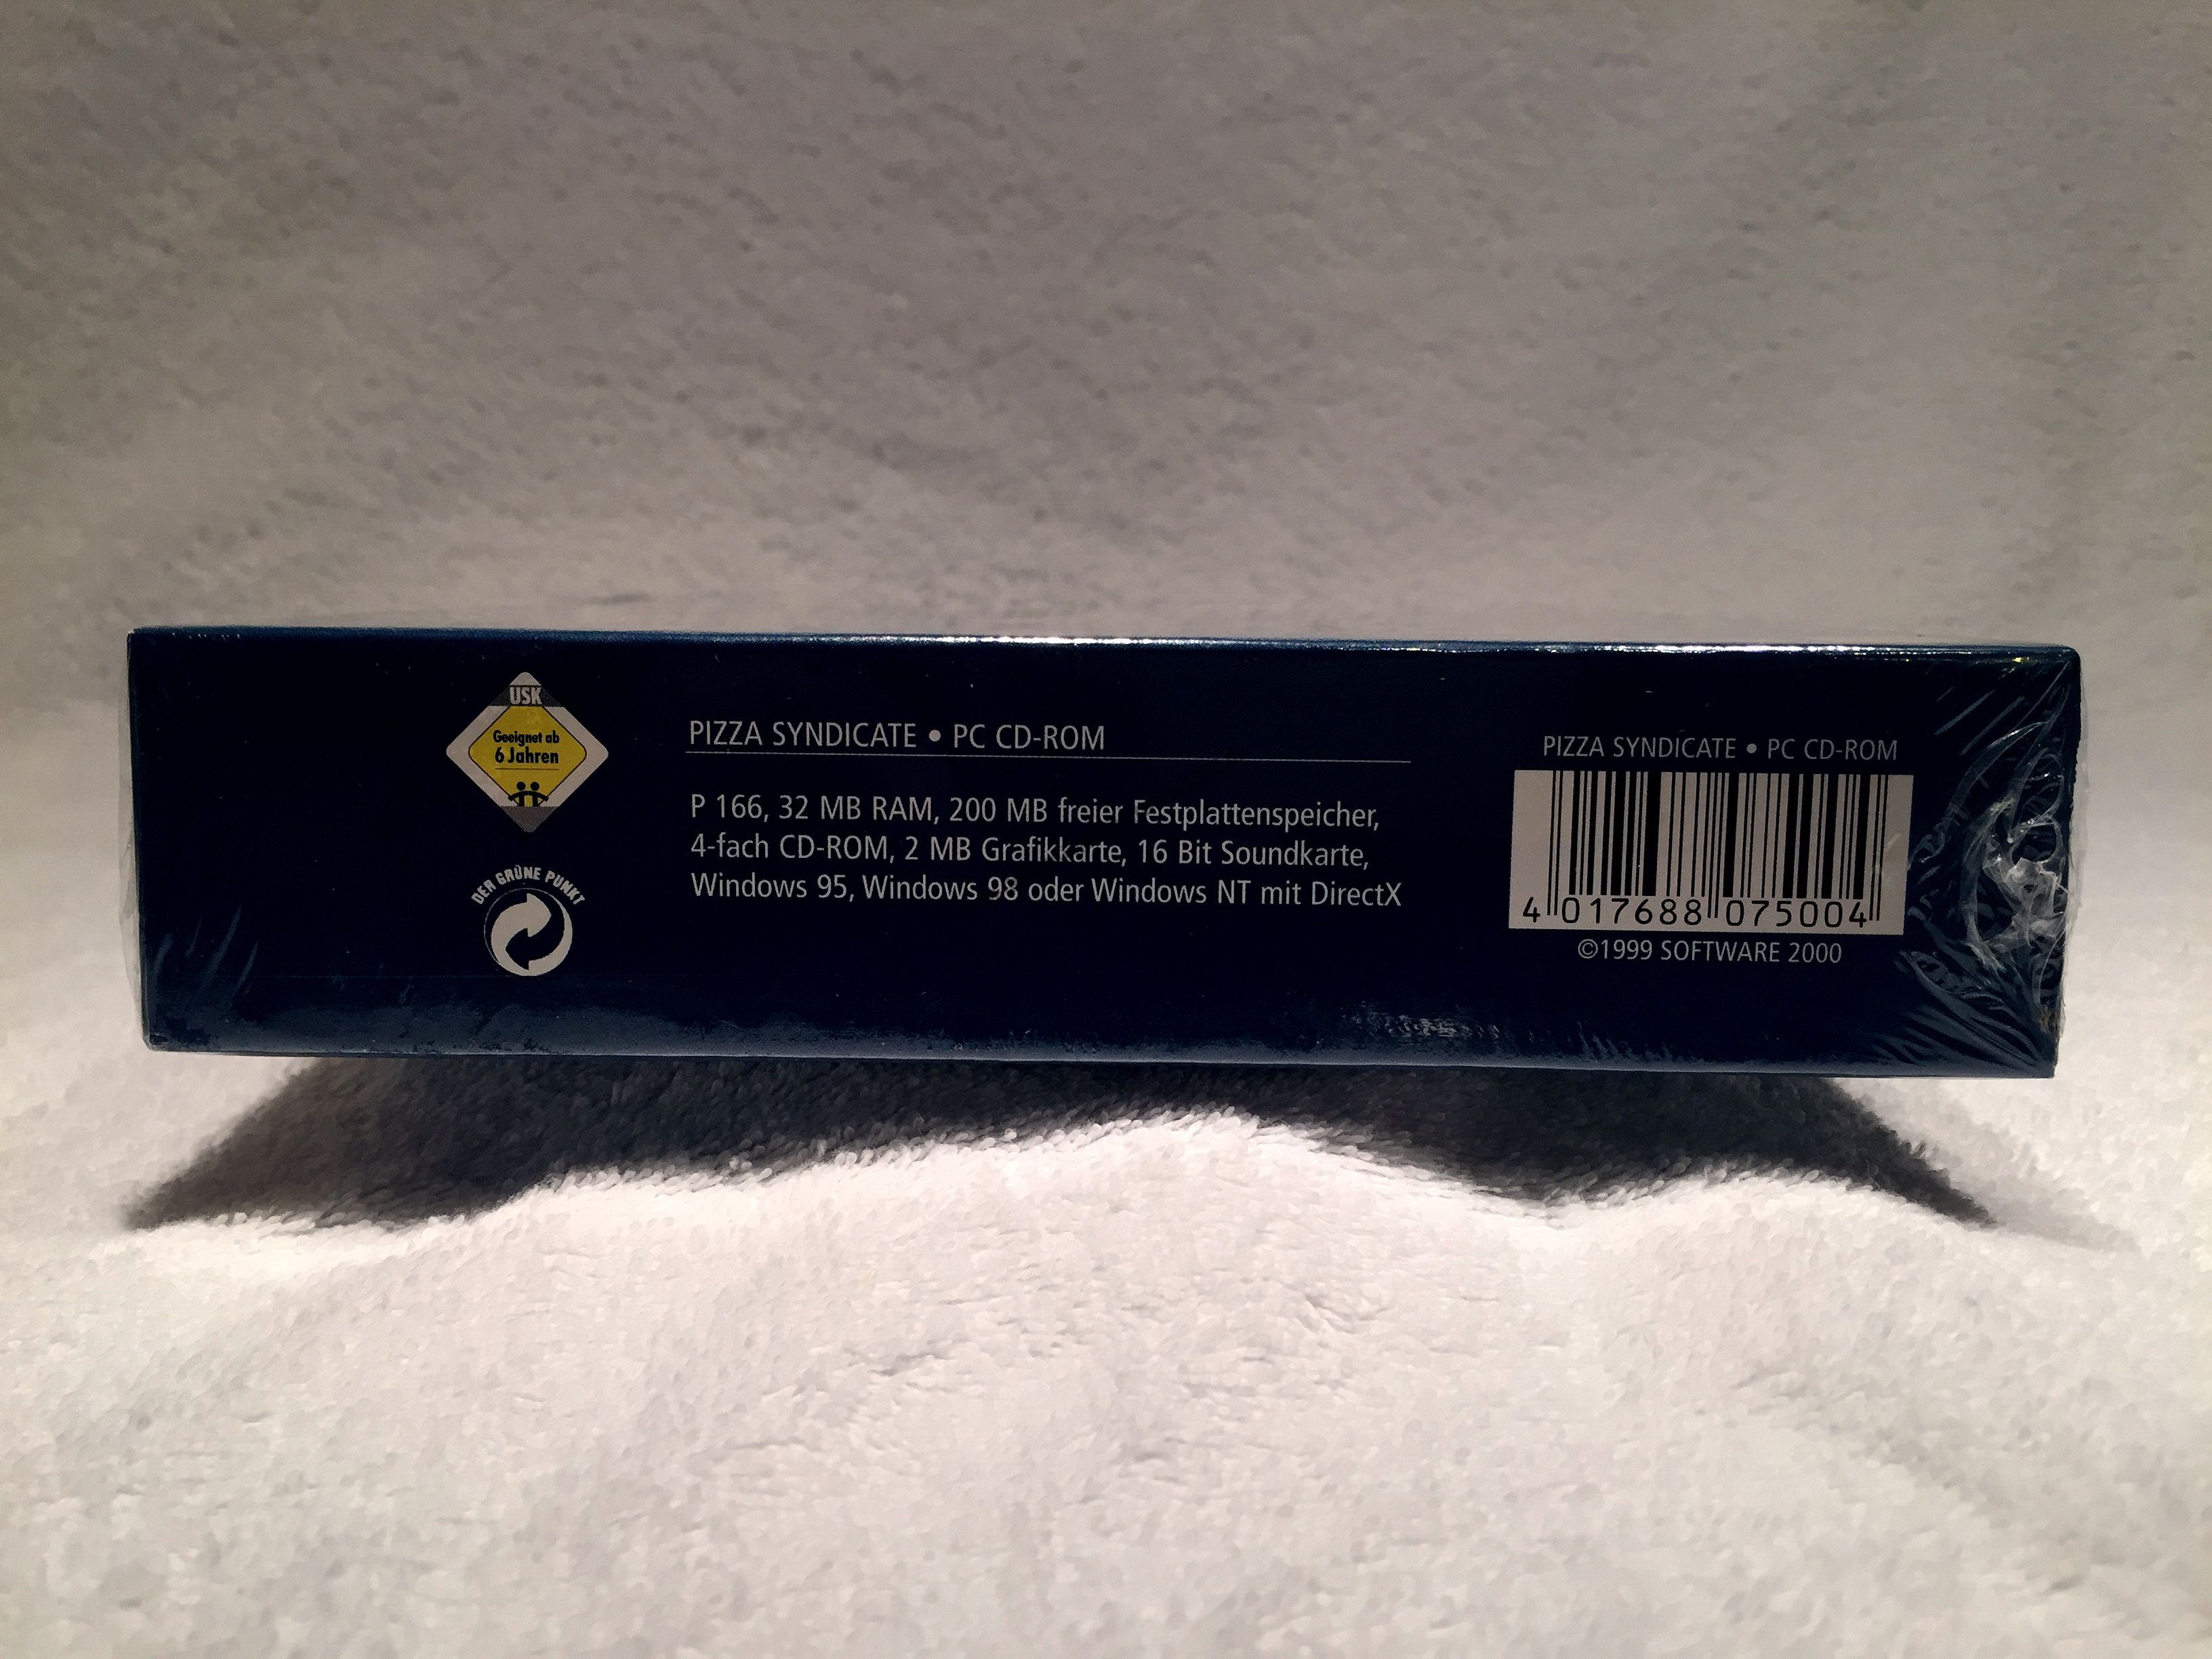 USK
Geeignet ab
6 Jahren
DER GRÜNE PUNKT
PIZZA SYNDICATE • PC CD-ROM
P 166, 32 MB RAM, 200 MB freier Festplattenspeicher,
4-fach CD-ROM, 2 MB Grafikkarte, 16 Bit Soundkarte,
Windows 95, Windows 98 oder Windows NT mit DirectX
PIZZA SYNDICATE • PC CD-ROM
4 017688 075004
©1999 SOFTWARE 2000